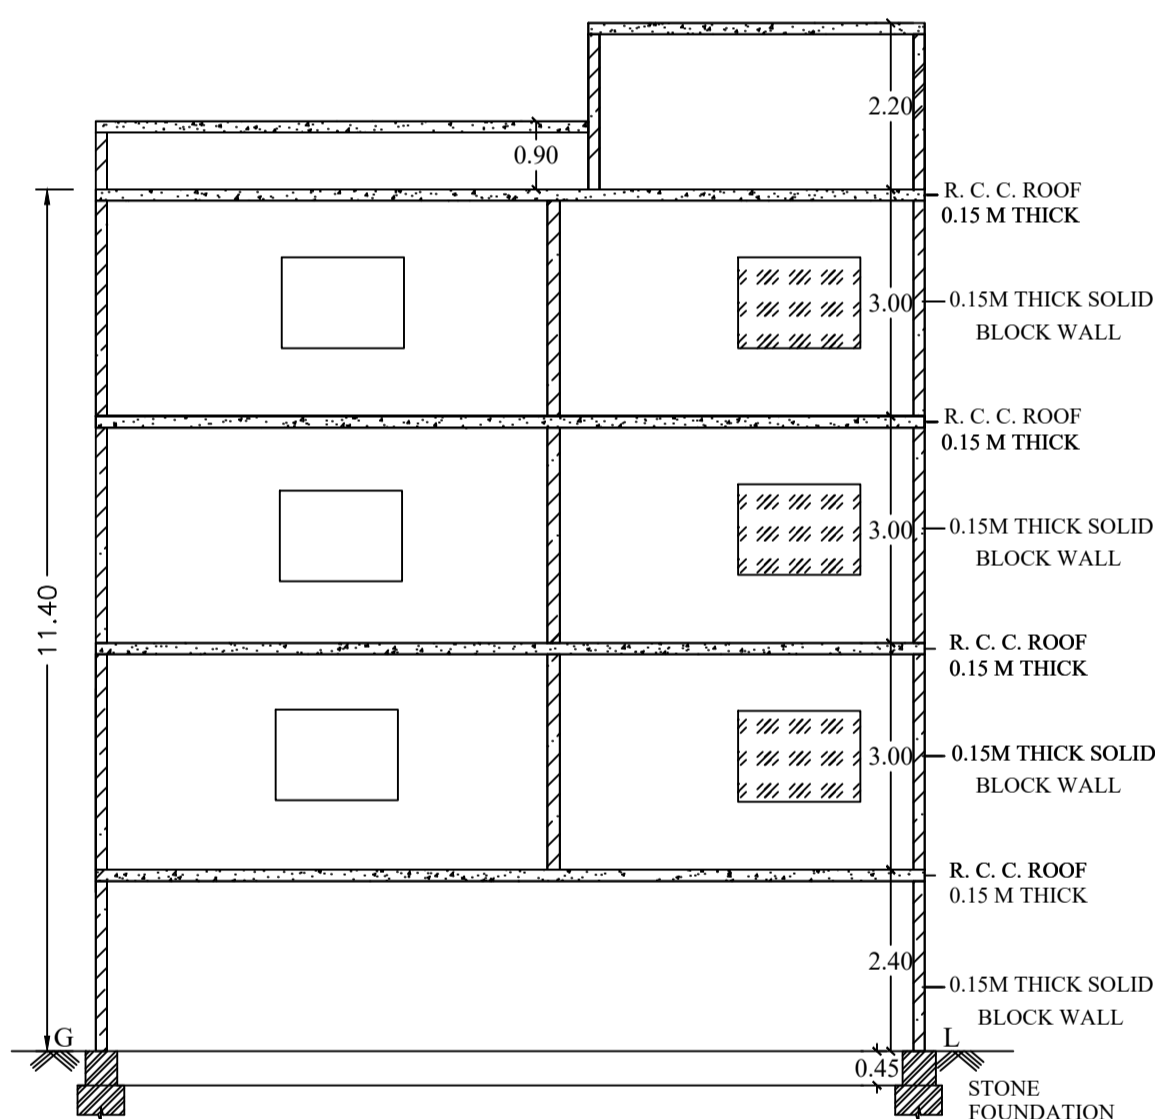 2.20
0.90
R. C. C. ROOF
0.15 M THICK
3.00
0.15M THICK SOLID
BLOCK WALL
R. C. C. ROOF
0.15 M THICK
3.00
0.15M THICK SOLID
BLOCK WALL
11.40
R. C. C. ROOF
0.15 M THICK
3.00
0.15M THICK SOLID
BLOCK WALL
R. C. C. ROOF
0.15 M THICK
2.40
0.15M THICK SOLID
BLOCK WALL
G
L
0.45
STONE
FOUNDATION